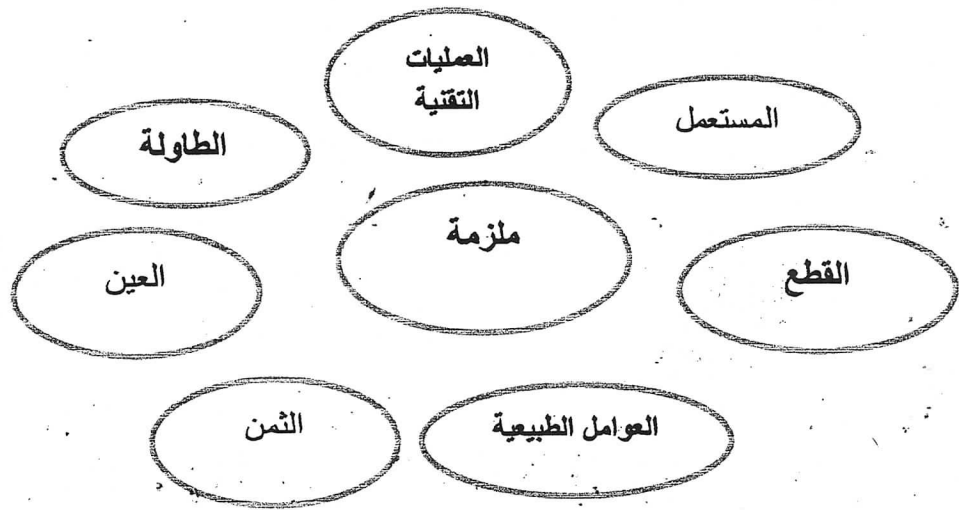 العمليات
التقنية
المستعمل
الطاولة
ملزمة
القطع
العين
العوامل الطبيعية
الثمن